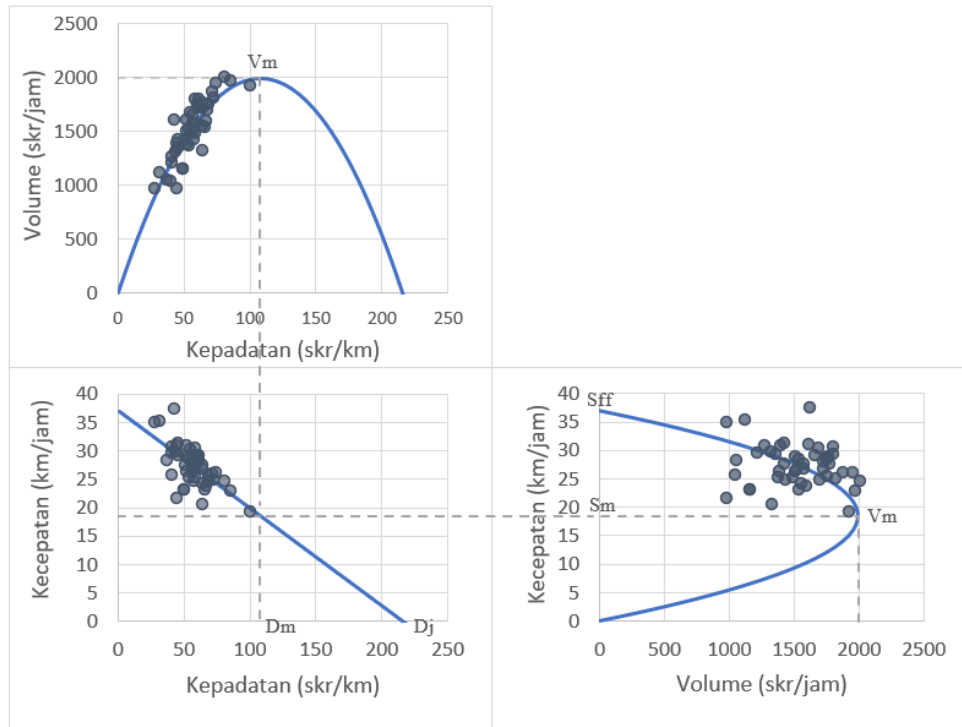 2500
2000
1500
1000
500
0
Volume (skr/jam)
Vm
0 50 100 150 200 250
Kepadatan (skr/km)
40
35
30
25
20
15
10
5
0
Kecepatan (km/jam)
Dm
Dj
0 50 100 150 200 250
Kepadatan (skr/km)
40
35
30
25
20
15
10
5
0
Kecepatan (km/jam)
Sff
Sm
Vm
0 500 1000 1500 2000 2500
Volume (skr/jam)